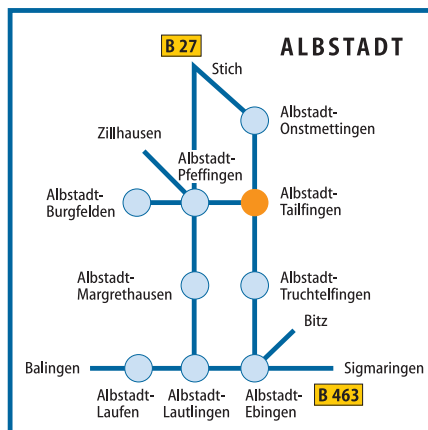 B 27
ALBSTADT
Stich
Albstadt-
Onstmettingen
Zillhausen
Albstadt-
Pfeffingen
Albstadt-
Burgfelden
Albstadt-
Tailfingen
Albstadt-
Margrethausen
Albstadt-
Truchtelfingen
Bitz
Balingen
Sigmaringen
Albstadt-
Laufen
Albstadt-
Lautlingen
Albstadt-
Ebingen
B 463